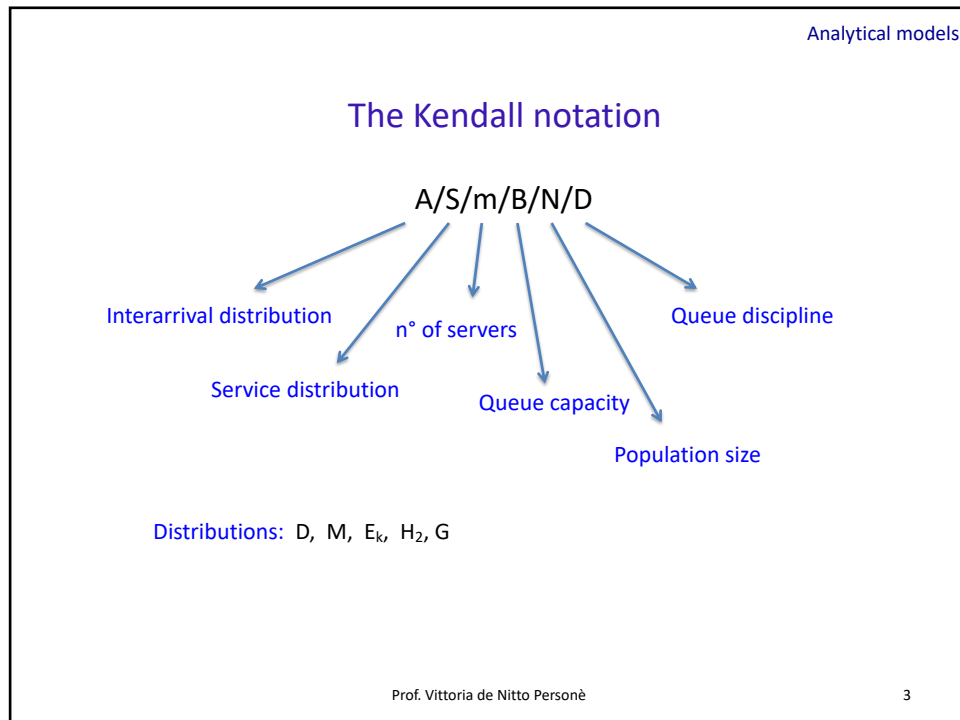 Analytical models
The Kendall notation
A/S/m/B/N/D
Interarrival distribution
n° of servers
Queue discipline
Service distribution
Queue capacity
Population size
Distributions: D, M, Eₖ, H₂, G
Prof. Vittoria de Nitto Personè
3